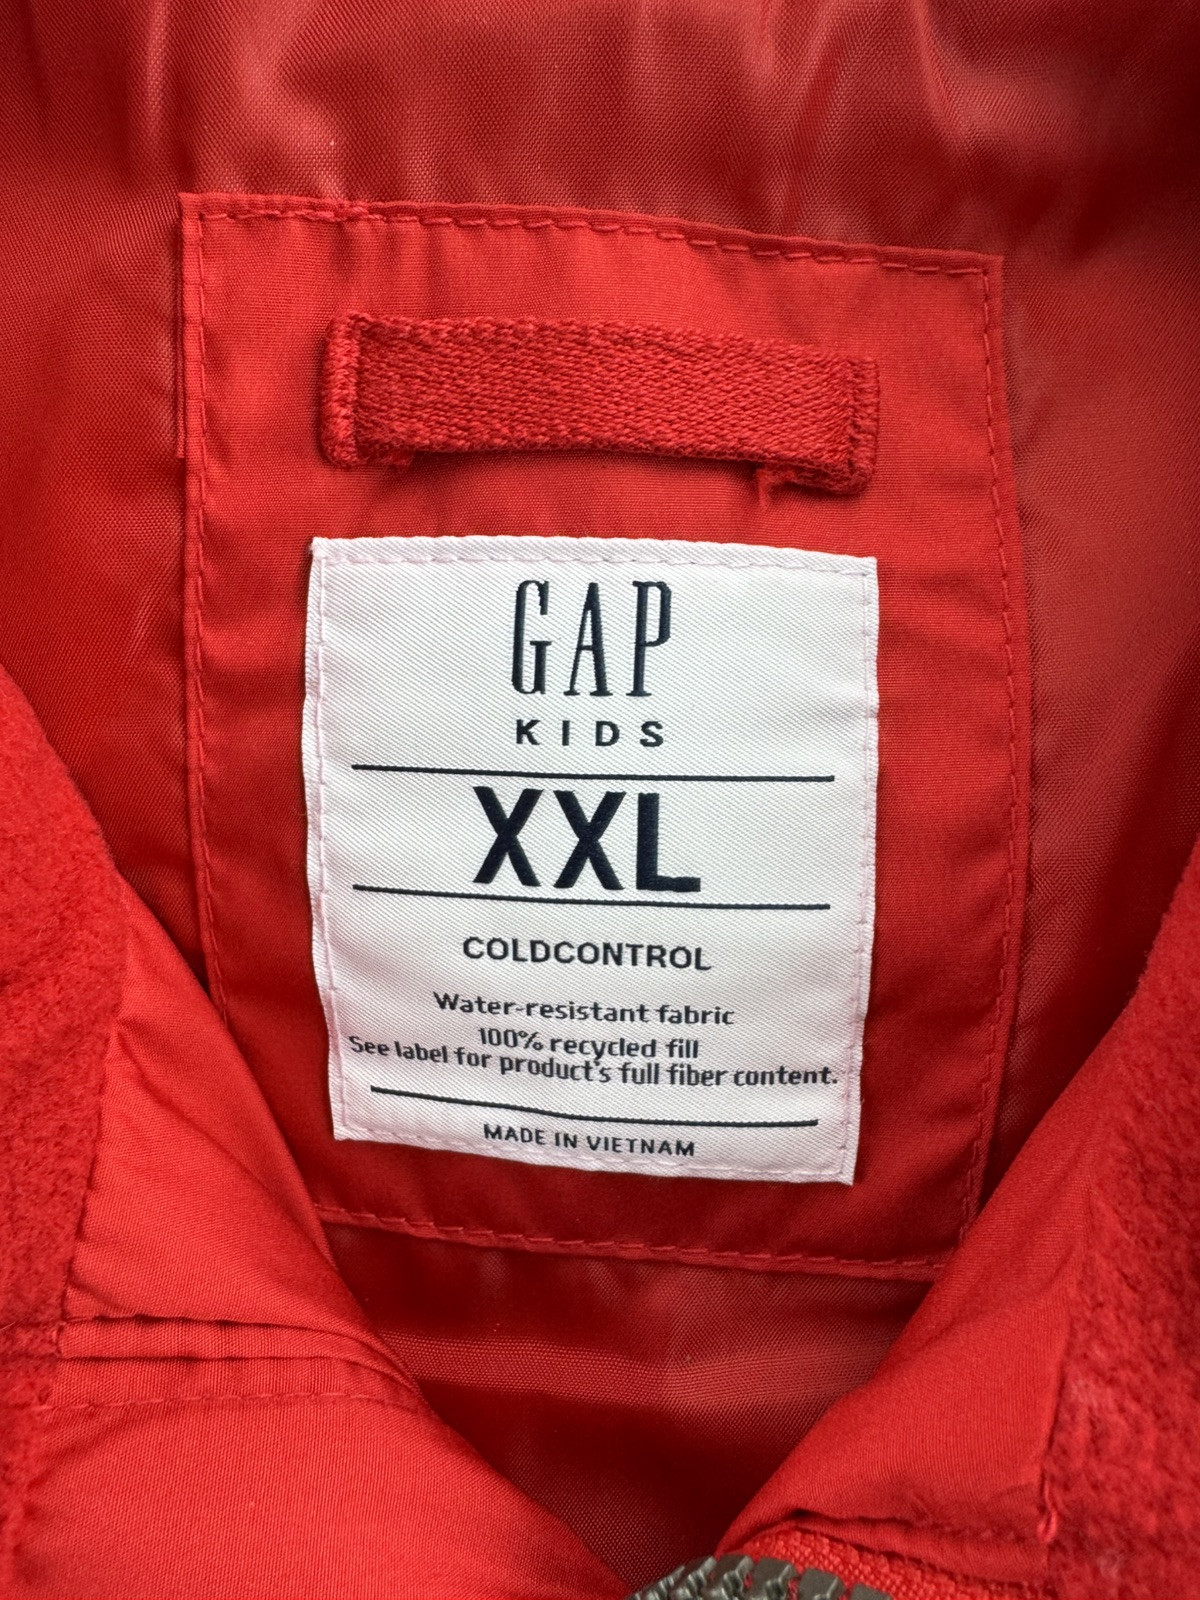 GAP
KIDS
XXL
COLDCONTROL
Water-resistant fabric
100% recycled fill
See label for product's full fiber content.
MADE IN VIETNAM